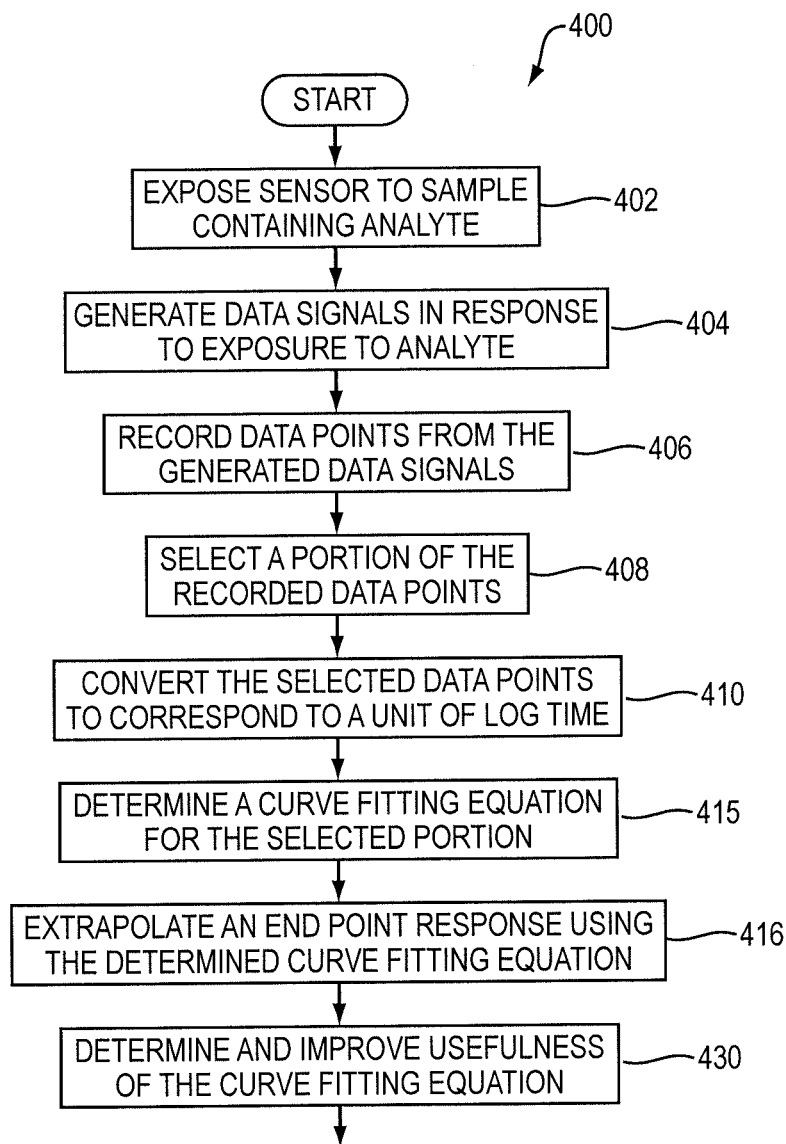 400
START
EXPOSE SENSOR TO SAMPLE
CONTAINING ANALYTE
402
GENERATE DATA SIGNALS IN RESPONSE
TO EXPOSURE TO ANALYTE
404
RECORD DATA POINTS FROM THE
GENERATED DATA SIGNALS
406
SELECT A PORTION OF THE
RECORDED DATA POINTS
408
CONVERT THE SELECTED DATA POINTS
TO CORRESPOND TO A UNIT OF LOG TIME
410
DETERMINE A CURVE FITTING EQUATION
FOR THE SELECTED PORTION
415
EXTRAPOLATE AN END POINT RESPONSE USING
THE DETERMINED CURVE FITTING EQUATION
416
DETERMINE AND IMPROVE USEFULNESS
OF THE CURVE FITTING EQUATION
430